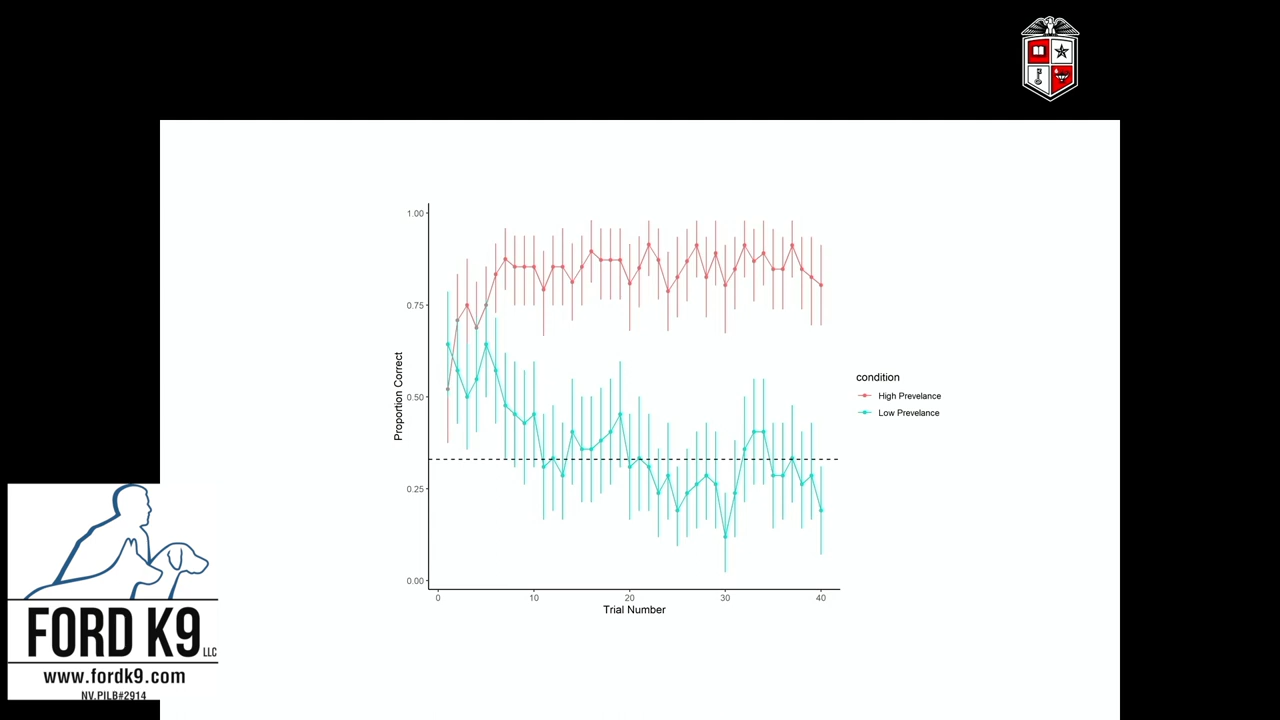 1.00
0.75
0.50
0.25
0.00
Proportion Correct
0 10 20 30 40
Trial Number
condition
High Prevelance
Low Prevelance
FORD K9 LLC
www.fordk9.com
NV.PILB#2914